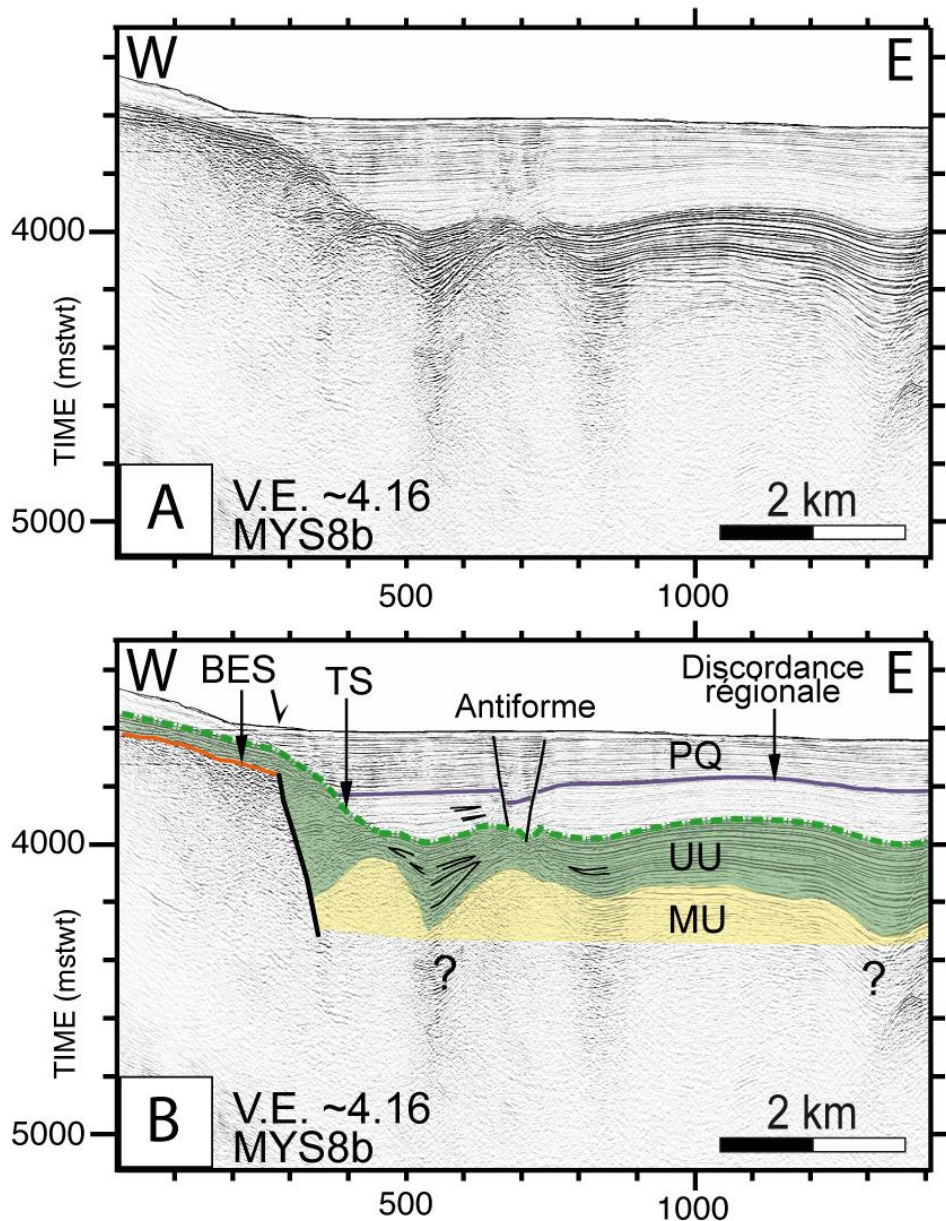 W
E
4000
TIME (mstwt)
5000
A
V.E. ~4.16
MYS8b
2 km
500
1000
W
BES
TS
Antiforme
Discordance
régionale
E
PQ
4000
UU
MU
?
?
TIME (mstwt)
5000
B
V.E. ~4.16
MYS8b
2 km
500
1000